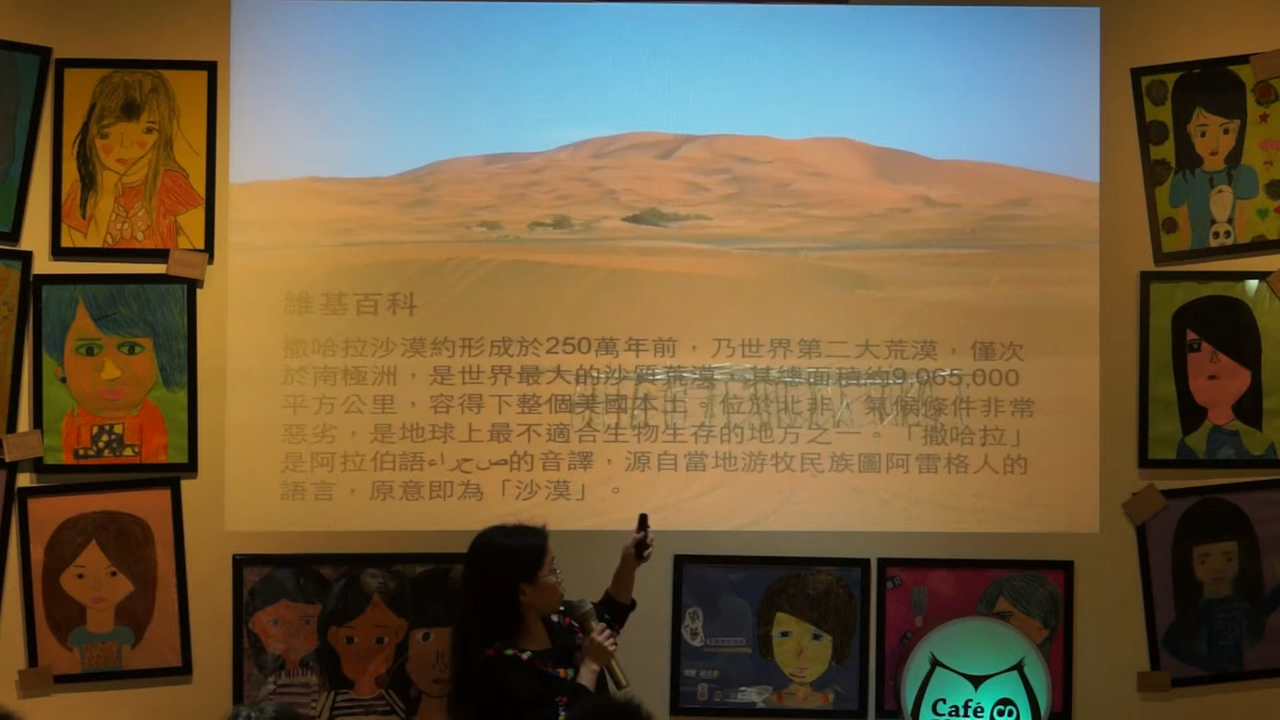 維基百科
撒哈拉沙漠約形成於250萬年前,乃世界第二大荒漠,僅次
於南極洲,是世界最大的沙質荒漠,其總面積約9,065,000
平方公里,容得下整個美國本土。位於北非,氣候條件非常
惡劣,是地球上最不適合生物生存的地方之一。「撒哈拉」
是阿拉伯語صحراء的音譯,源自當地游牧民族圖阿雷格人的
語言,原意即為「沙漠」。
Café